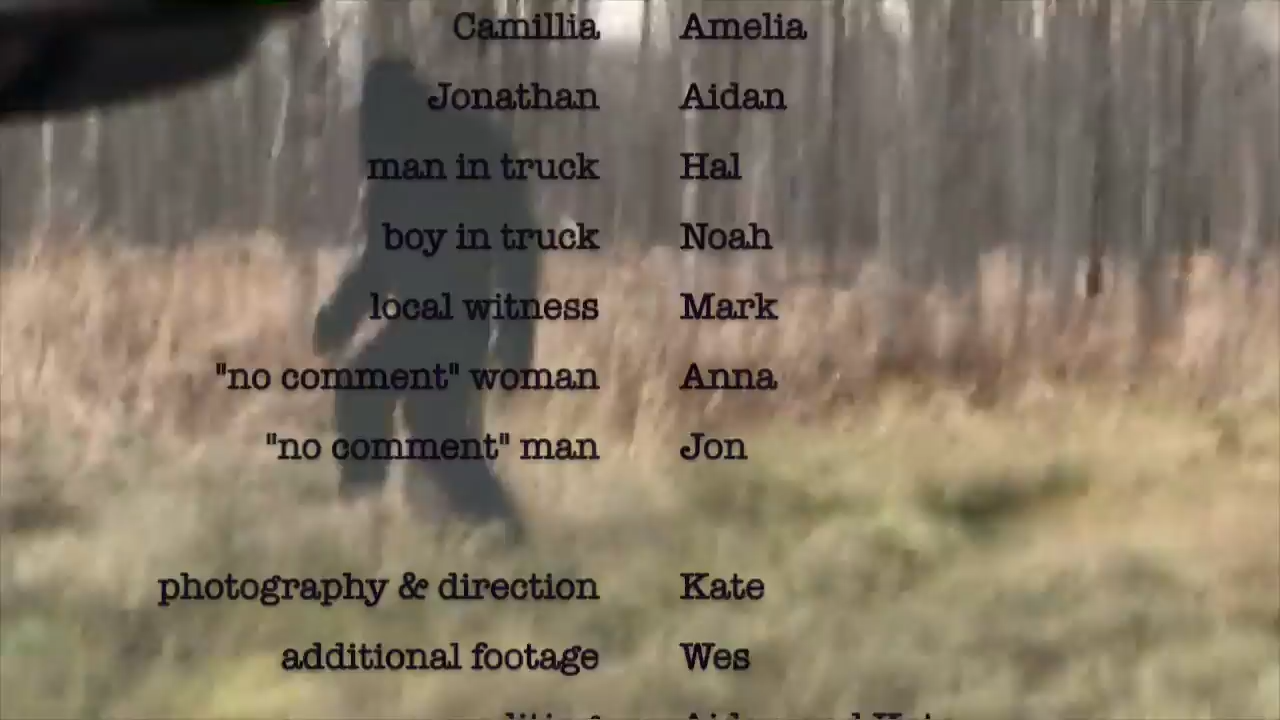 Camillia Amelia
Jonathan Aidan
man in truck Hal
boy in truck Noah
local witness Mark
"no comment" woman Anna
"no comment" man Jon
photography & direction Kate
additional footage Wes